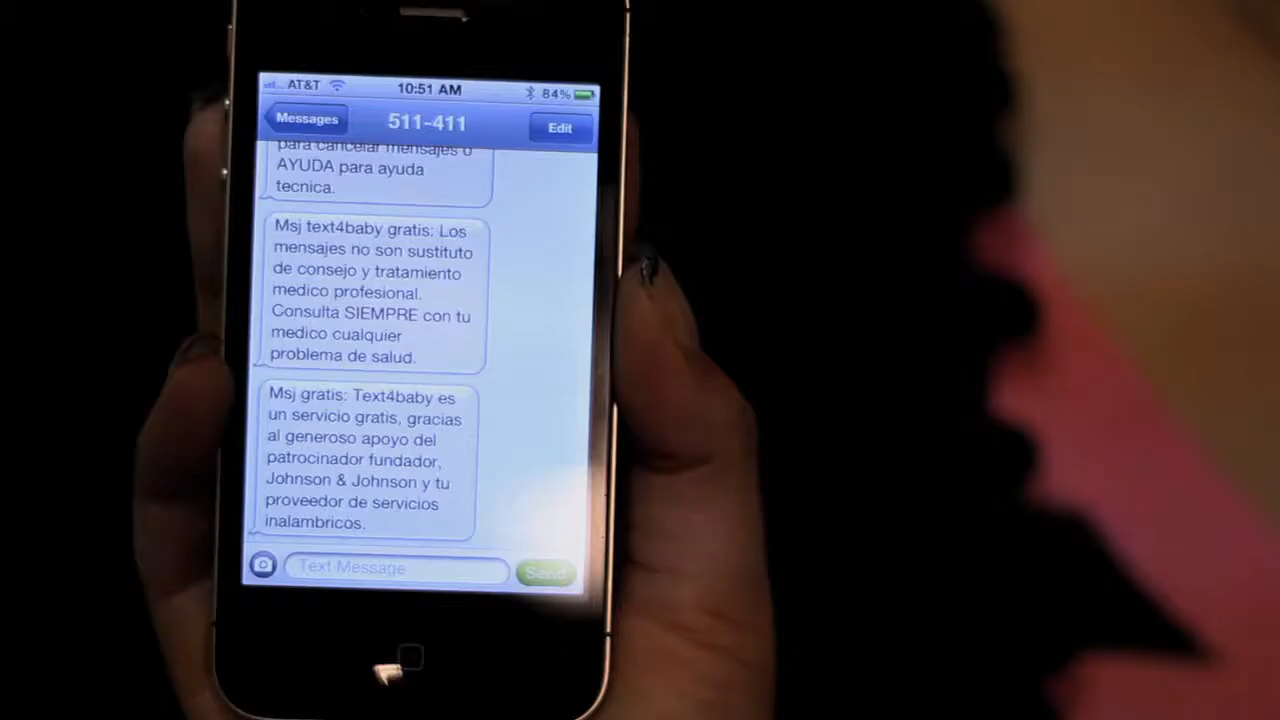 AT&T 10:51 AM 84%
Messages 511-411 Edit
para cancelar mensajes o
AYUDA para ayuda
tecnica.
Msj text4baby gratis: Los
mensajes no son sustituto
de consejo y tratamiento
medico profesional.
Consulta SIEMPRE con tu
medico cualquier
problema de salud.
Msj gratis: Text4baby es
un servicio gratis, gracias
al generoso apoyo del
patrocinador fundador,
Johnson & Johnson y tu
proveedor de servicios
inalambricos.
Text Message Send